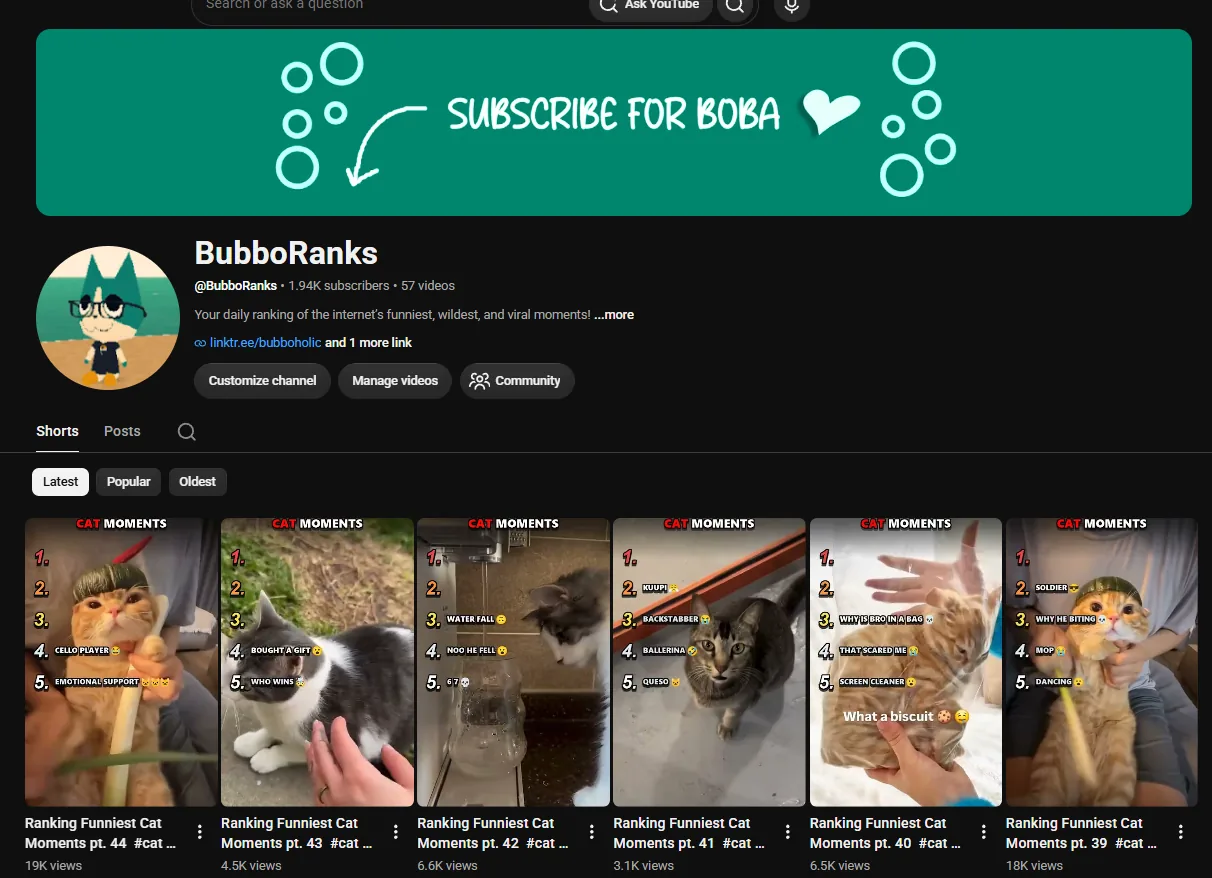 Search or ask a question
Ask YouTube
SUBSCRIBE FOR BOBA
BubboRanks
@BubboRanks • 1.94K subscribers • 57 videos
Your daily ranking of the internet's funniest, wildest, and viral moments! ...more
linktr.ee/bubboholic and 1 more link
Customize channel
Manage videos
Community
Shorts
Posts
Latest
Popular
Oldest
CAT MOMENTS
1.
2.
3.
4. CELLO PLAYER 😂
5. EMOTIONAL SUPPORT 🐱🐱🐱
Ranking Funniest Cat
Moments pt. 44 #cat ...
19K views
CAT MOMENTS
1.
2.
3.
4. BOUGHT A GIFT 😮
5. WHO WINS
Ranking Funniest Cat
Moments pt. 43 #cat ...
4.5K views
CAT MOMENTS
1.
2.
3. WATER FALL 🙃
4. NOO HE FELL 😮
5. 6 7 💀
Ranking Funniest Cat
Moments pt. 42 #cat ...
6.6K views
CAT MOMENTS
1.
2. KUUPI
3. BACKSTABBER 😭
4. BALLERINA 🤣
5. QUESO 🐱
Ranking Funniest Cat
Moments pt. 41 #cat ...
3.1K views
CAT MOMENTS
1.
2.
3. WHY IS BRO IN A BAG 💀
4. THAT SCARED ME 😭
5. SCREEN CLEANER 😮
What a biscuit 🍪😋
Ranking Funniest Cat
Moments pt. 40 #cat ...
6.5K views
CAT MOMENTS
1.
2. SOLDIER 😎
3. WHY HE BITING 💀
4. MOP 😭
5. DANCING 😮
Ranking Funniest Cat
Moments pt. 39 #cat ...
18K views